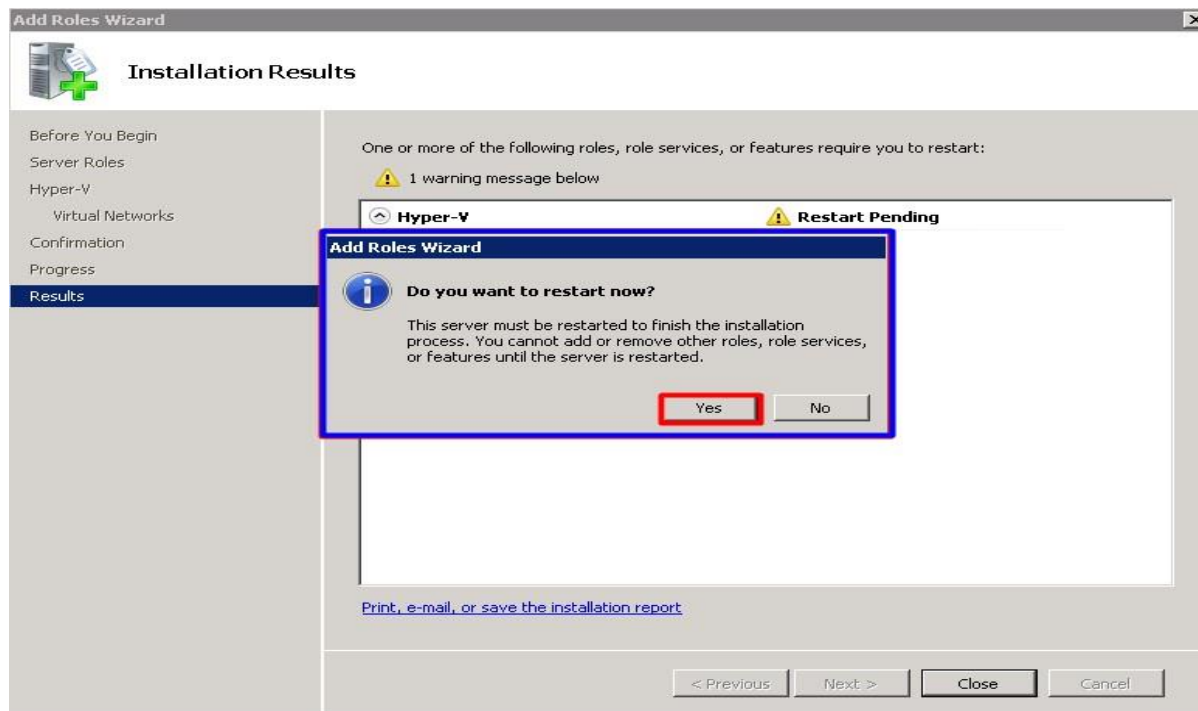 Add Roles Wizard
Installation Results
Before You Begin
Server Roles
Hyper-V
Virtual Networks
Confirmation
Progress
Results
One or more of the following roles, role services, or features require you to restart:
1 warning message below
Hyper-V Restart Pending
Add Roles Wizard
Do you want to restart now?
This server must be restarted to finish the installation
process. You cannot add or remove other roles, role services,
or features until the server is restarted.
Yes No
Print, e-mail, or save the installation report
< Previous Next > Close Cancel